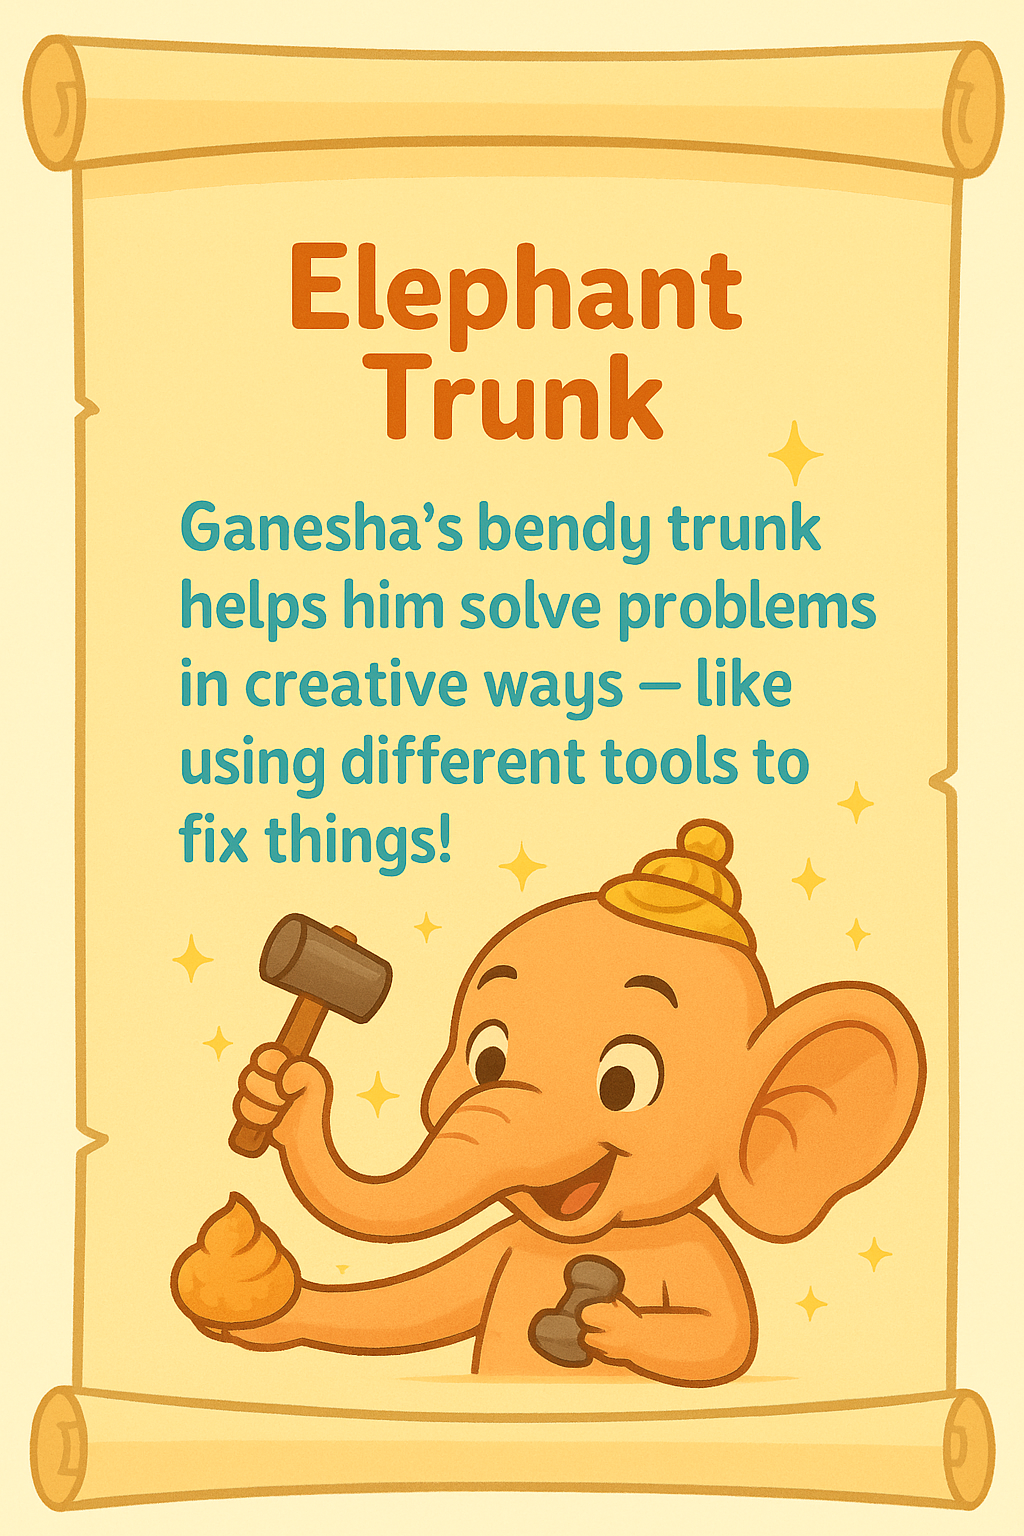 Elephant
Trunk
Ganesha’s bendy trunk
helps him solve problems
in creative ways — like
using different tools to
fix things!